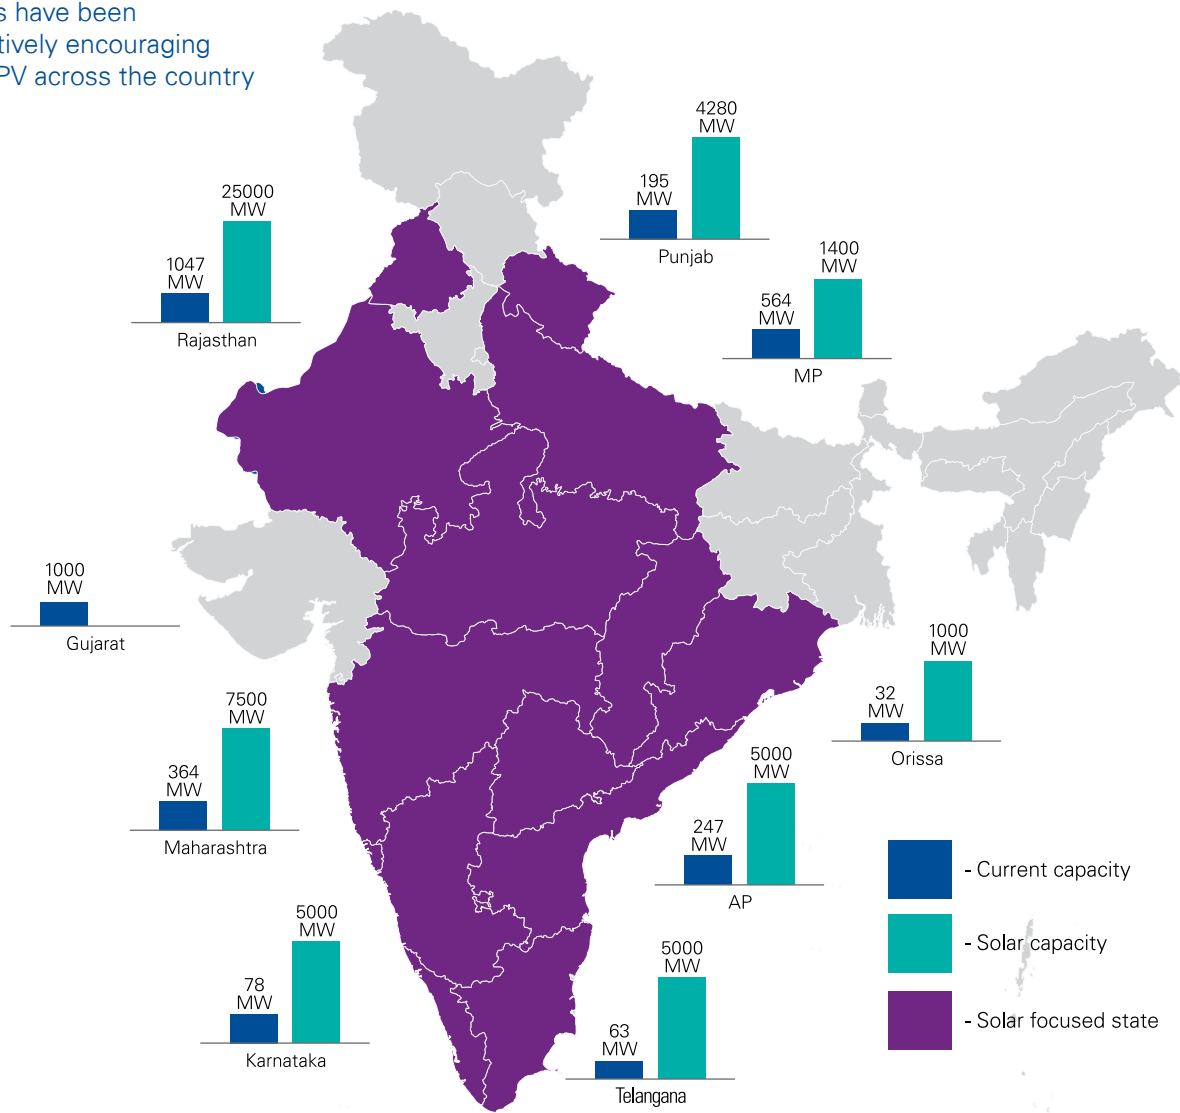 s have been
tively encouraging
PV across the country
4280
MW
195
MW
Punjab
25000
MW
1047
MW
Rajasthan
1400
MW
564
MW
MP
1000
MW
Gujarat
1000
MW
32
MW
Orissa
7500
MW
364
MW
Maharashtra
5000
MW
247
MW
AP
- Current capacity
- Solar capacity
- Solar focused state
5000
MW
78
MW
Karnataka
5000
MW
63
MW
Telangana